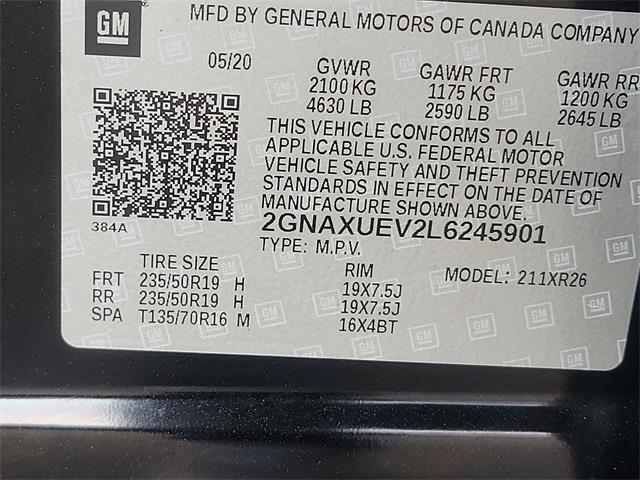 GM
MFD BY GENERAL MOTORS OF CANADA COMPANY
05/20
GVWR GAWR FRT GAWR RR
2100 KG 1175 KG 1200 KG
4630 LB 2590 LB 2645 LB
THIS VEHICLE CONFORMS TO ALL
APPLICABLE U.S. FEDERAL MOTOR
VEHICLE SAFETY AND THEFT PREVENTION
STANDARDS IN EFFECT ON THE DATE OF
MANUFACTURE SHOWN ABOVE.
384A
2GNAXUEV2L6245901
TYPE: M.P.V.
TIRE SIZE RIM MODEL: 211XR26
FRT 235/50R19 H 19X7.5J
RR 235/50R19 H 19X7.5J
SPA T135/70R16 M 16X4BT